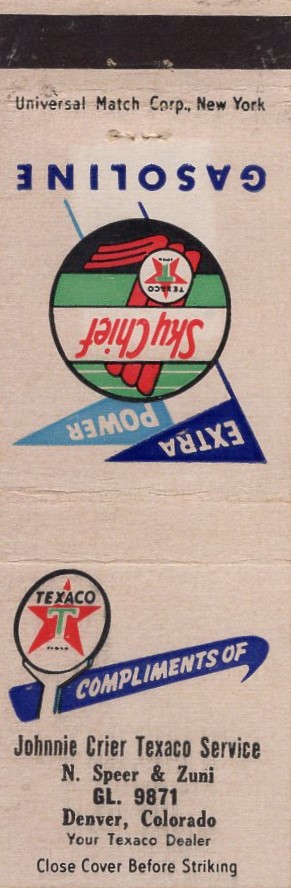 Universal Match Corp., New York
GASOLINE
TEXACO
T
Sky Chief
POWER
EXTRA
TEXACO
T
COMPLIMENTS OF
Johnnie Crier Texaco Service
N. Speer & Zuni
GL. 9871
Denver, Colorado
Your Texaco Dealer
Close Cover Before Striking